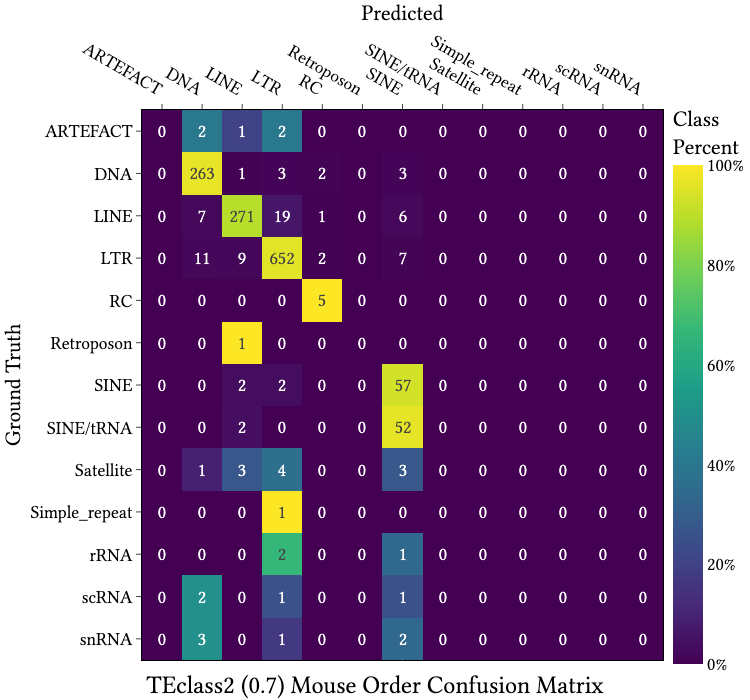 Predicted
ARTEFACT DNA LINE LTR RC Retroposon SINE SINE/tRNA Satellite Simple_repeat rRNA scRNA snRNA
Class
Percent
ARTEFACT 0 2 1 2 0 0 0 0 0 0 0 0 0
DNA 0 263 1 3 2 0 3 0 0 0 0 0 0
LINE 0 7 271 19 1 0 6 0 0 0 0 0 0
LTR 0 11 9 652 2 0 7 0 0 0 0 0 0
RC 0 0 0 0 5 0 0 0 0 0 0 0 0
Retroposon 0 0 1 0 0 0 0 0 0 0 0 0 0
SINE 0 0 2 2 0 0 57 0 0 0 0 0 0
SINE/tRNA 0 0 2 0 0 0 52 0 0 0 0 0 0
Satellite 0 1 3 4 0 0 3 0 0 0 0 0 0
Simple_repeat 0 0 0 1 0 0 0 0 0 0 0 0 0
rRNA 0 0 0 2 0 0 1 0 0 0 0 0 0
scRNA 0 2 0 1 0 0 1 0 0 0 0 0 0
snRNA 0 3 0 1 0 0 2 0 0 0 0 0 0
Ground Truth
100%
80%
60%
40%
20%
0%
TEclass2 (0.7) Mouse Order Confusion Matrix